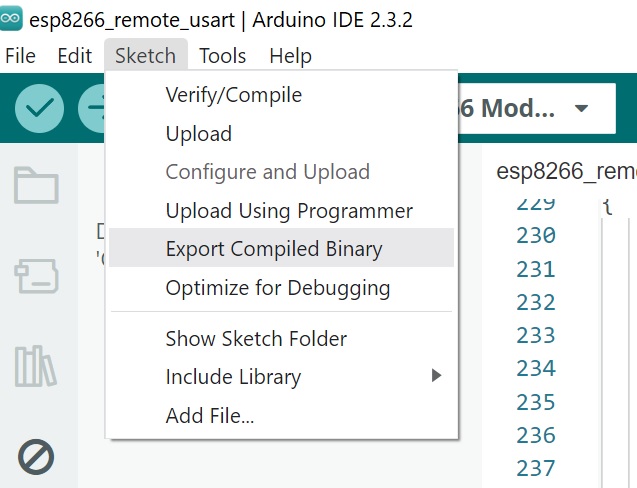 esp8266_remote_usart | Arduino IDE 2.3.2
File Edit Sketch Tools Help
Verify/Compile
Upload
Configure and Upload
Upload Using Programmer
Export Compiled Binary
Optimize for Debugging
Show Sketch Folder
Include Library
Add File...
66 Mod...
esp8266_remo
229 {
230
231
232
233
234
235
236
237